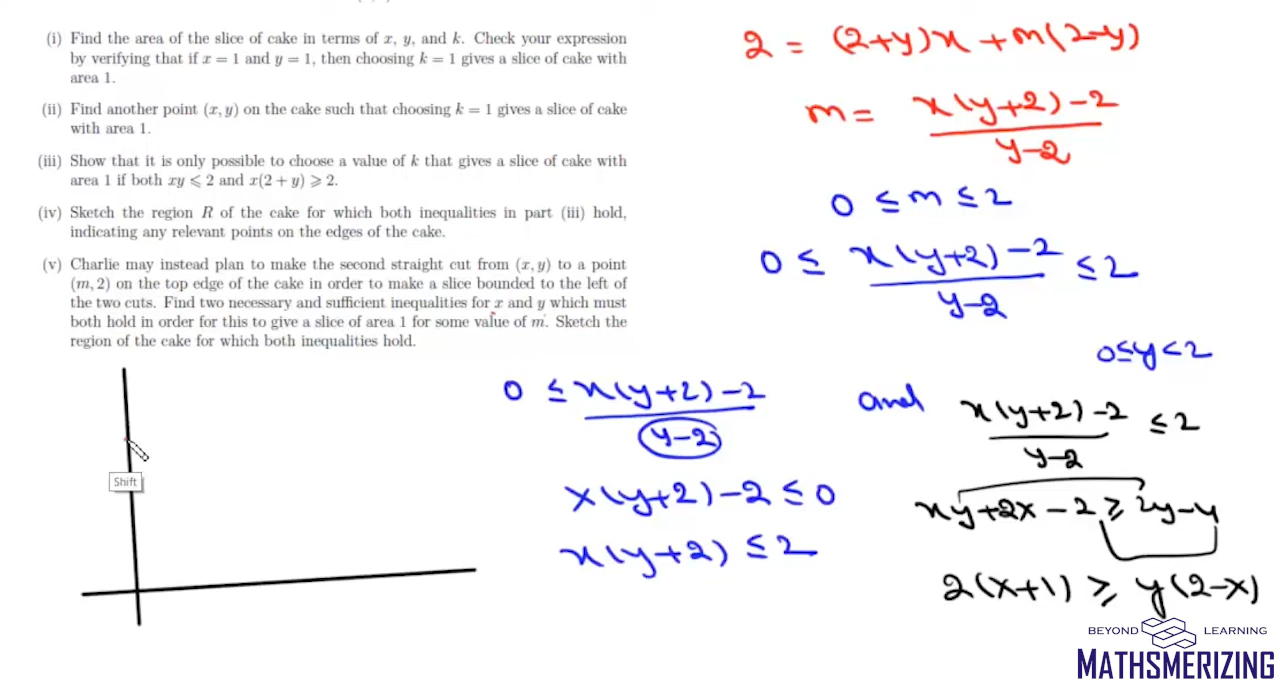 (i) Find the area of the slice of cake in terms of x, y, and k. Check your expression
by verifying that if x = 1 and y = 1, then choosing k = 1 gives a slice of cake with
area 1.
(ii) Find another point (x, y) on the cake such that choosing k = 1 gives a slice of cake
with area 1.
(iii) Show that it is only possible to choose a value of k that gives a slice of cake with
area 1 if both xy ⩽ 2 and x(2 + y) ⩾ 2.
(iv) Sketch the region R of the cake for which both inequalities in part (iii) hold,
indicating any relevant points on the edges of the cake.
(v) Charlie may instead plan to make the second straight cut from (x, y) to a point
(m, 2) on the top edge of the cake in order to make a slice bounded to the left of
the two cuts. Find two necessary and sufficient inequalities for x and y which must
both hold in order for this to give a slice of area 1 for some value of m. Sketch the
region of the cake for which both inequalities hold.
Shift
2 = (2+y)x + m(2-y)
m = x(y+2)-2 / y-2
0 ≤ m ≤ 2
0 ≤ x(y+2)-2 / y-2 ≤ 2
0≤y<2
0 ≤ x(y+2)-2 / y-2
x(y+2)-2 ≤ 0
x(y+2) ≤ 2
and x(y+2)-2 / y-2 ≤ 2
xy+2x-2 ≥ 2y-4
2(x+1) ≥ y(2-x)
BEYOND LEARNING
MATHSMERIZING